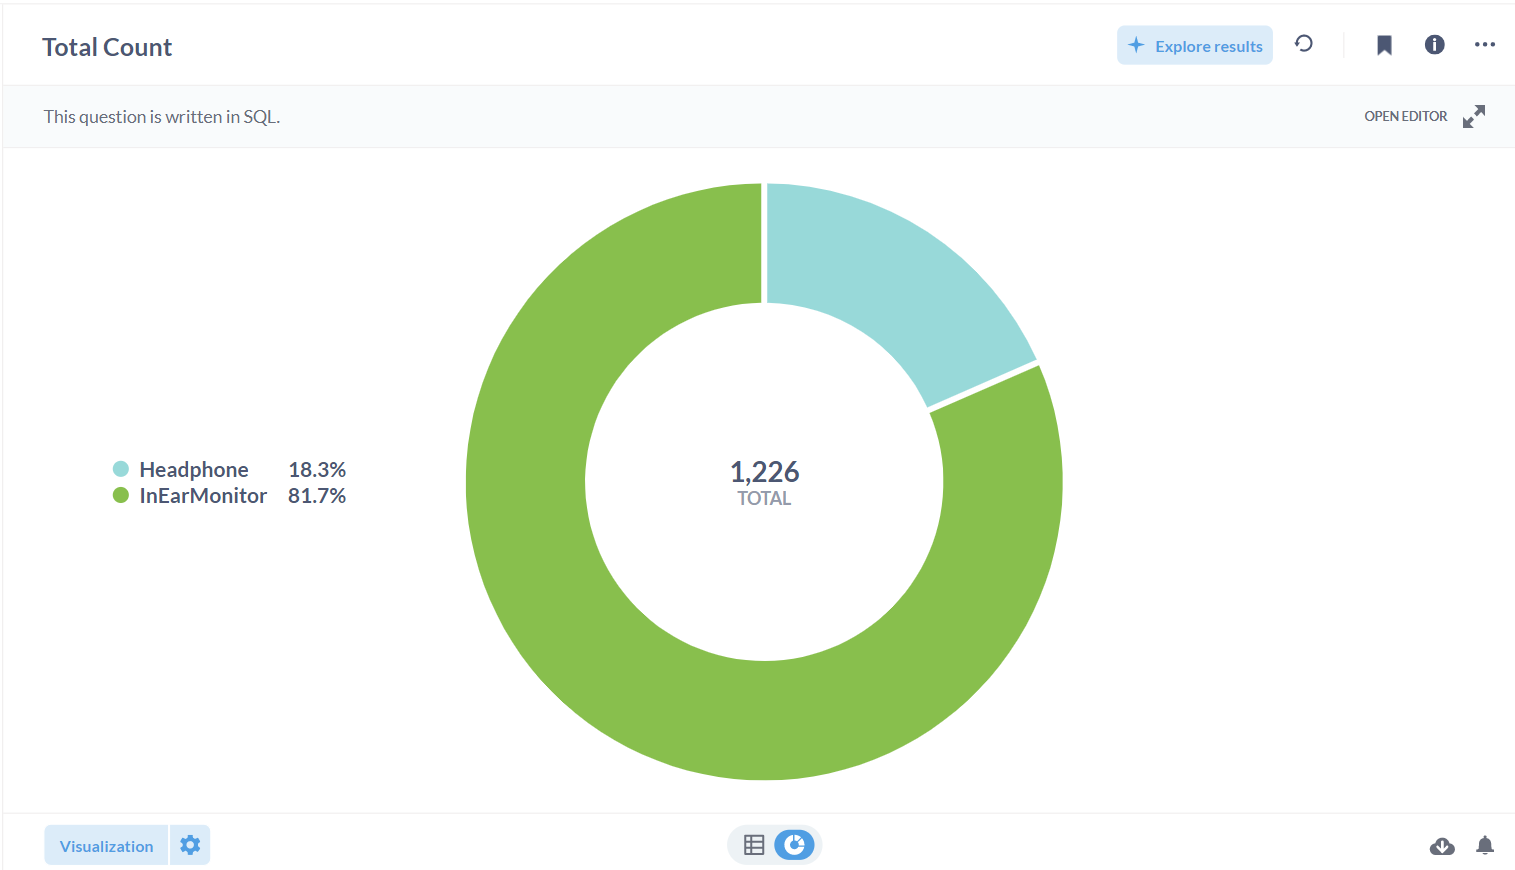 Total Count
Explore results
This question is written in SQL.
OPEN EDITOR
Headphone 18.3%
InEarMonitor 81.7%
1,226
TOTAL
Visualization